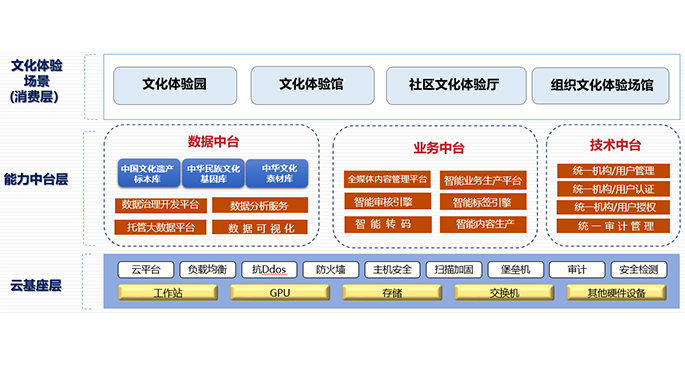 文化体验
场景
(消费层)
文化体验园
文化体验馆
社区文化体验厅
组织文化体验场馆
能力中台层
数据中台
中国文化遗产
标本库
中华民族文化
基因库
中华文化
素材库
数据治理开发平台
数据分析服务
托管大数据平台
数据可视化
业务中台
全媒体内容管理平台
智能业务生产平台
智能审核引擎
智能标签引擎
智能转码
智能内容生产
技术中台
统一机构/用户管理
统一机构/用户认证
统一机构/用户授权
统一审计管理
云基座层
云平台
负载均衡
抗Ddos
防火墙
主机安全
扫描加固
堡垒机
审计
安全检测
工作站
GPU
存储
交换机
其他硬件设备